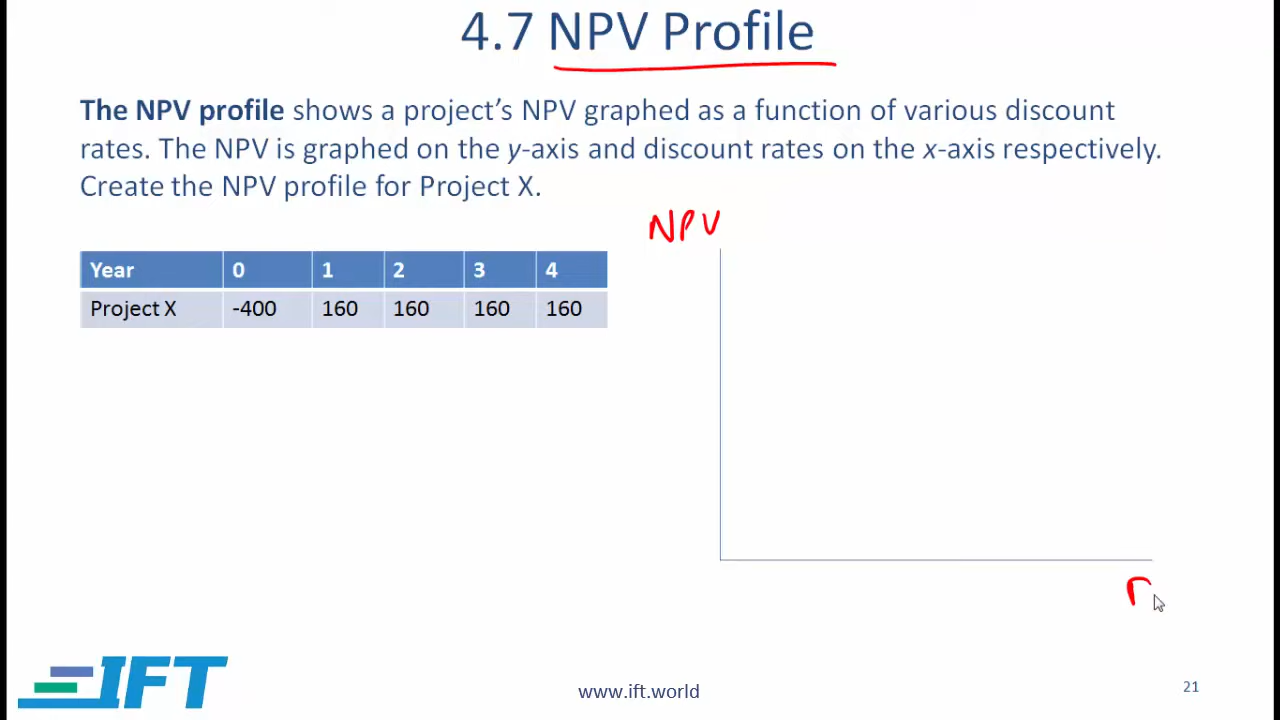 4.7 NPV Profile
The NPV profile shows a project's NPV graphed as a function of various discount
rates. The NPV is graphed on the y-axis and discount rates on the x-axis respectively.
Create the NPV profile for Project X.
NPV
Year 0 1 2 3 4
Project X -400 160 160 160 160
r
IFT
www.ift.world
21